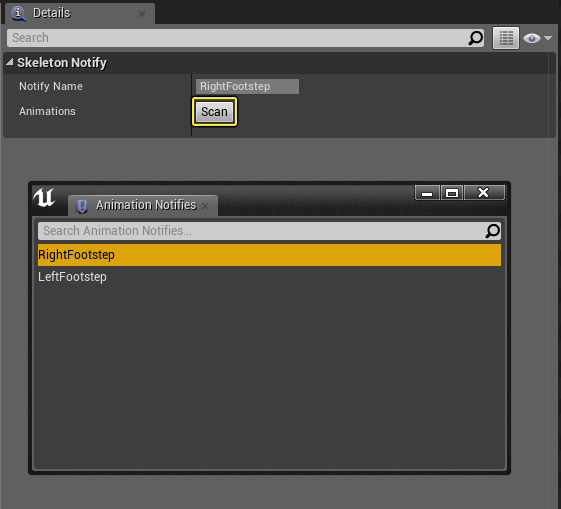 Details
Search
Skeleton Notify
Notify Name RightFootstep
Animations Scan
Animation Notifies
Search Animation Notifies...
RightFootstep
LeftFootstep